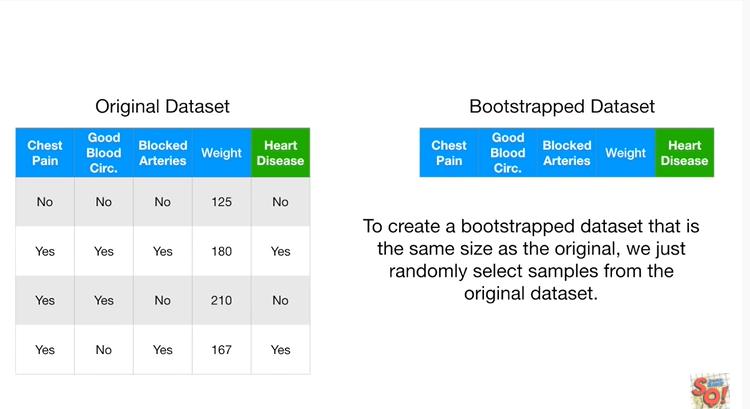 Original Dataset
Chest Pain Good Blood Circ. Blocked Arteries Weight Heart Disease
No No No 125 No
Yes Yes Yes 180 Yes
Yes Yes No 210 No
Yes No Yes 167 Yes
Bootstrapped Dataset
Chest Pain Good Blood Circ. Blocked Arteries Weight Heart Disease
To create a bootstrapped dataset that is
the same size as the original, we just
randomly select samples from the
original dataset.
SQ!